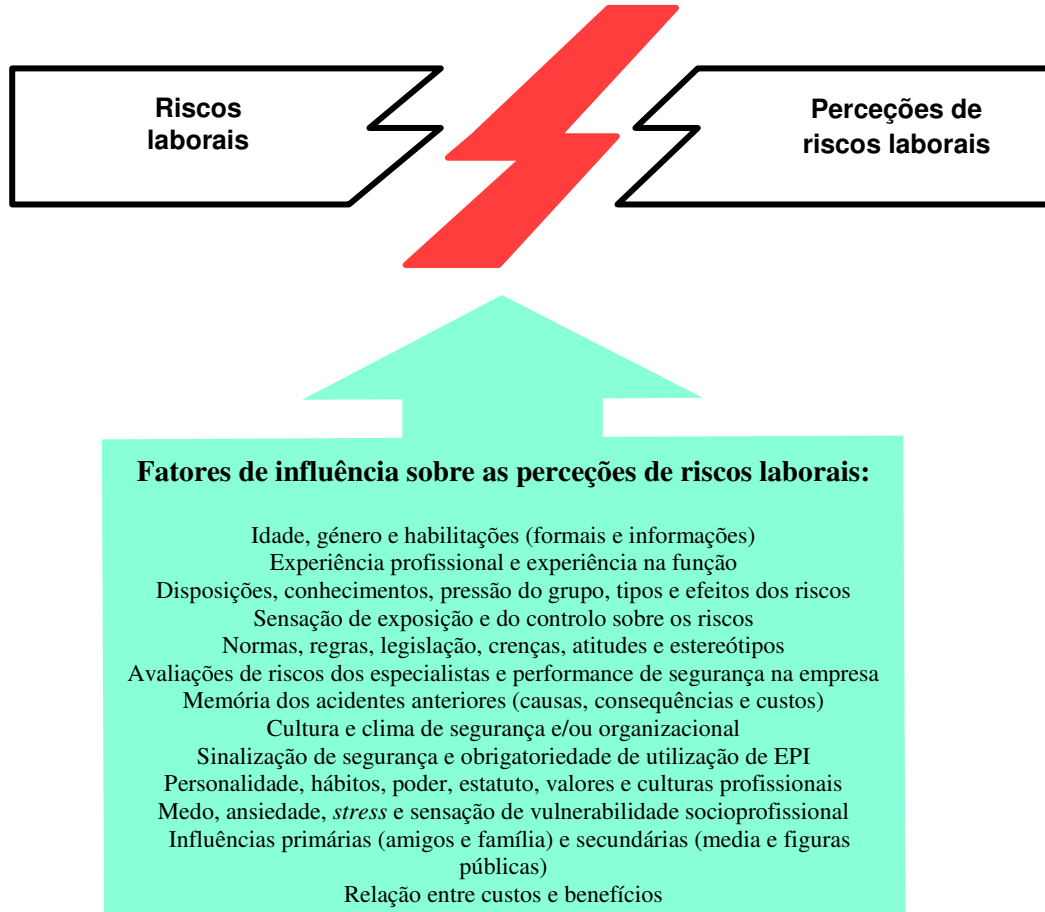 Riscos
laborais
Perceções de
riscos laborais
Fatores de influência sobre as perceções de riscos laborais:
Idade, género e habilitações (formais e informações)
Experiência profissional e experiência na função
Disposições, conhecimentos, pressão do grupo, tipos e efeitos dos riscos
Sensação de exposição e do controlo sobre os riscos
Normas, regras, legislação, crenças, atitudes e estereótipos
Avaliações de riscos dos especialistas e performance de segurança na empresa
Memória dos acidentes anteriores (causas, consequências e custos)
Cultura e clima de segurança e/ou organizacional
Sinalização de segurança e obrigatoriedade de utilização de EPI
Personalidade, hábitos, poder, estatuto, valores e culturas profissionais
Medo, ansiedade, stress e sensação de vulnerabilidade socioprofissional
Influências primárias (amigos e família) e secundárias (media e figuras
públicas)
Relação entre custos e benefícios